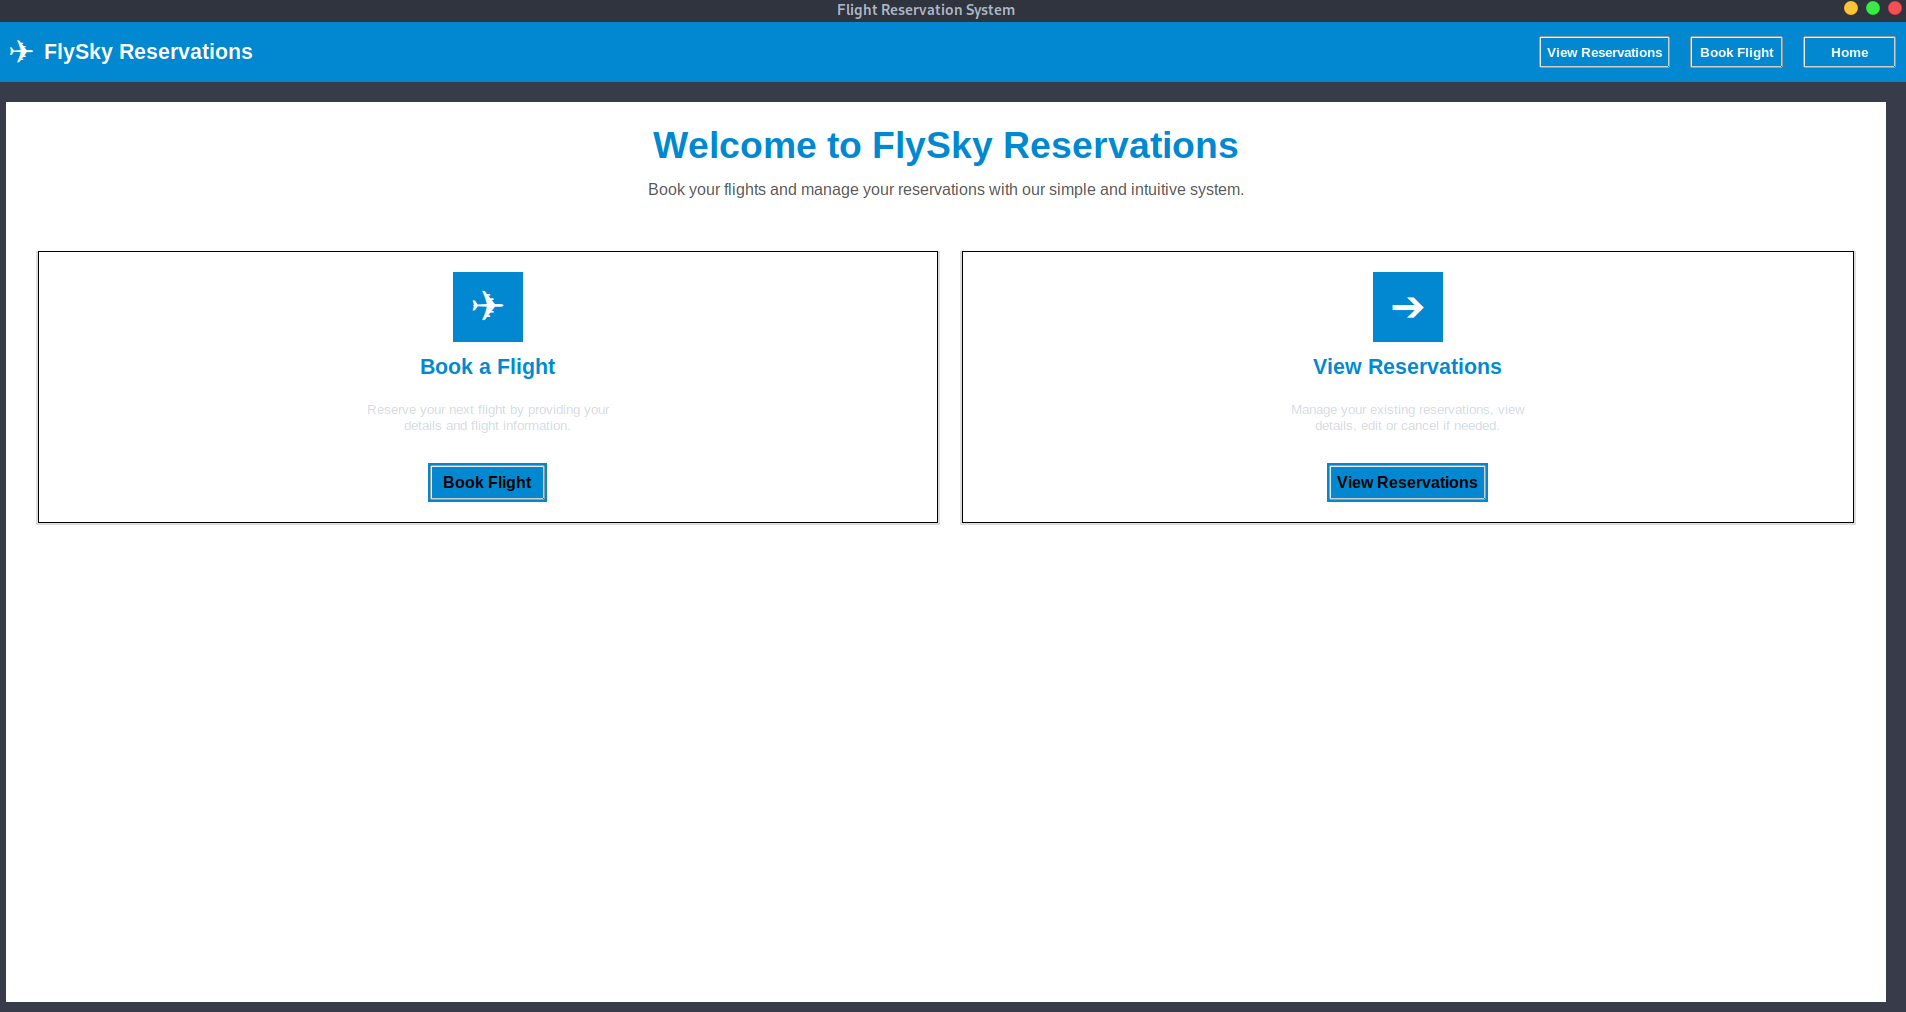 Flight Reservation System
✈ FlySky Reservations
View Reservations
Book Flight
Home
Welcome to FlySky Reservations
Book your flights and manage your reservations with our simple and intuitive system.
✈
Book a Flight
Reserve your next flight by providing your
details and flight information.
Book Flight
➔
View Reservations
Manage your existing reservations, view
details, edit or cancel if needed.
View Reservations